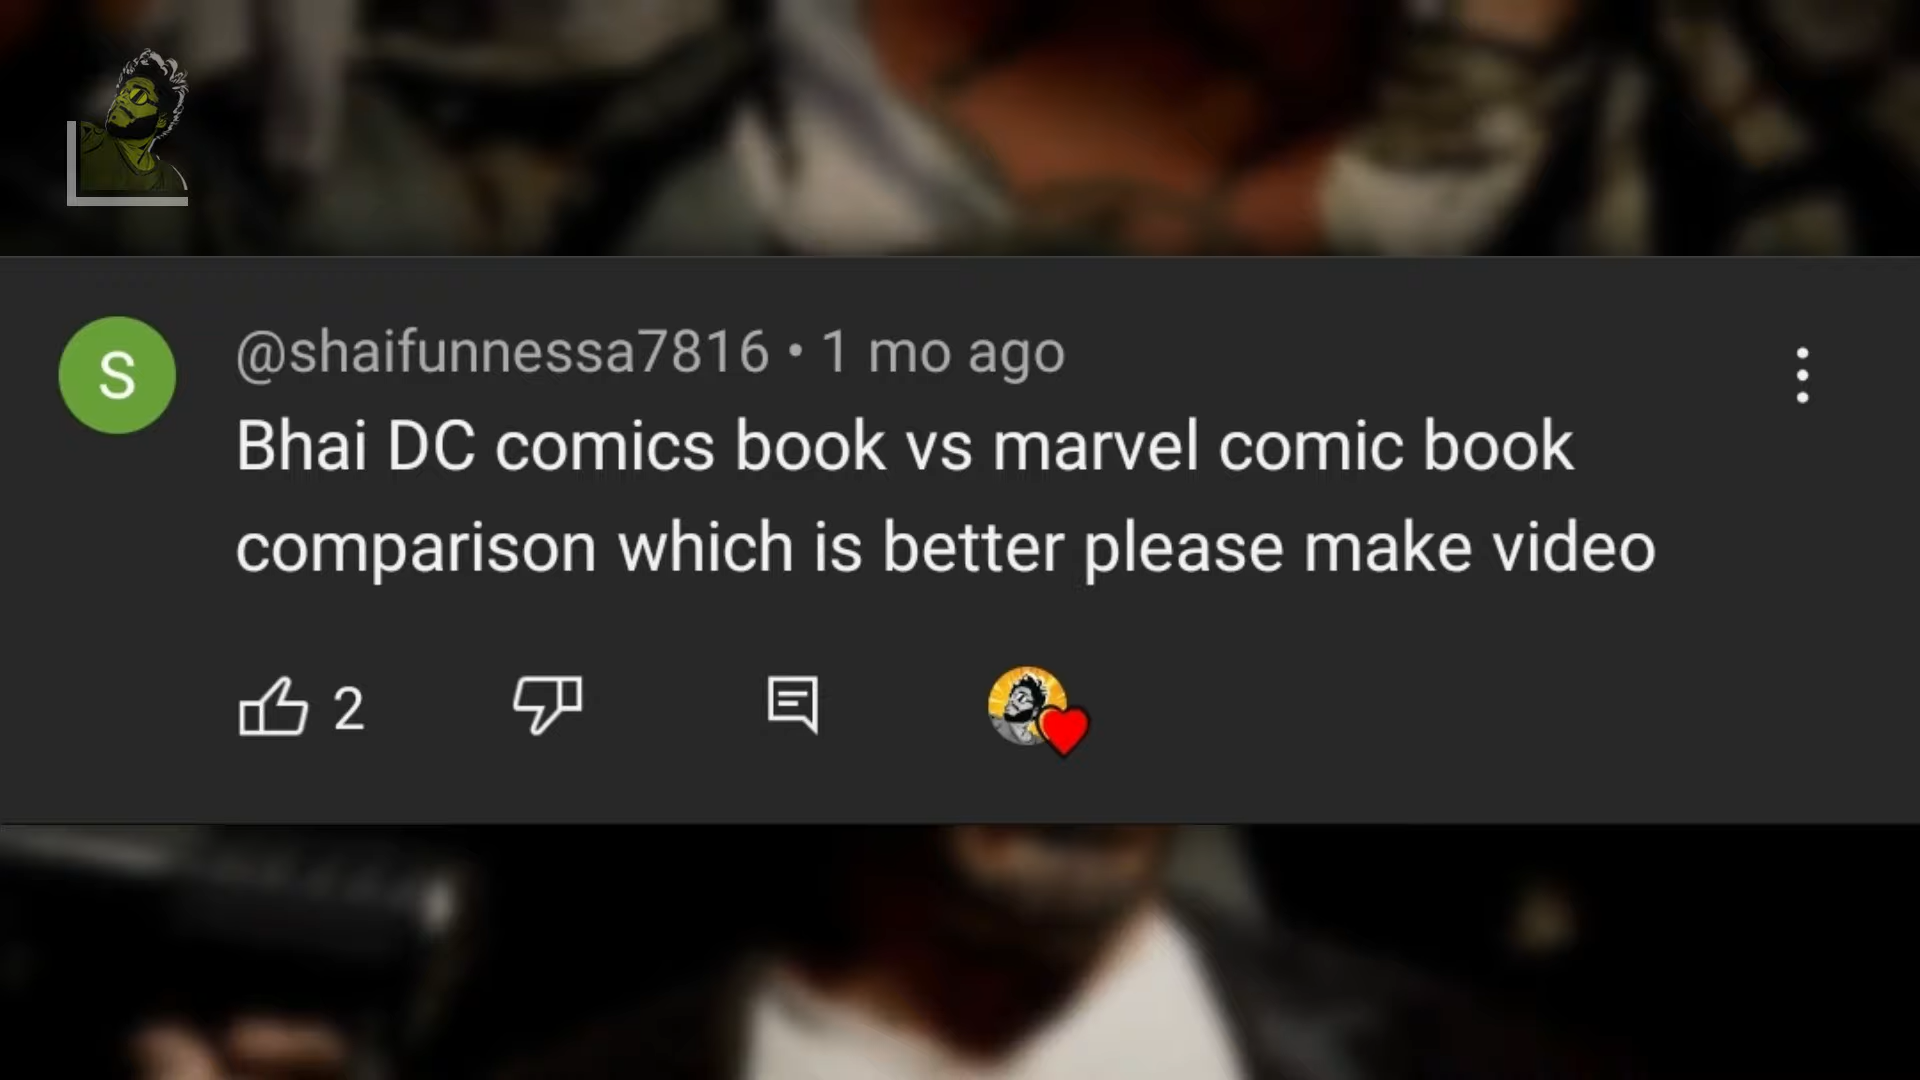 S
@shaifunnessa7816 • 1 mo ago
Bhai DC comics book vs marvel comic book
comparison which is better please make video
2